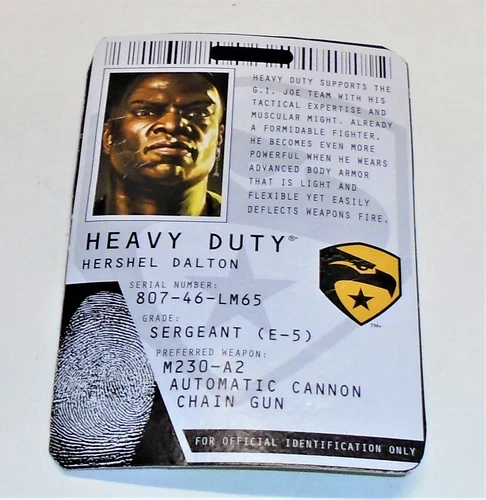 HEAVY DUTY SUPPORTS THE
G.I. JOE TEAM WITH HIS
TACTICAL EXPERTISE AND
MUSCULAR MIGHT. ALREADY
A FORMIDABLE FIGHTER,
HE BECOMES EVEN MORE
POWERFUL WHEN HE WEARS
ADVANCED BODY ARMOR
THAT IS LIGHT AND
FLEXIBLE YET EASILY
DEFLECTS WEAPONS FIRE.
HEAVY DUTY®
HERSHEL DALTON
SERIAL NUMBER:
807-46-LM65
GRADE:
SERGEANT (E-5)
PREFERRED WEAPON:
M230-A2
AUTOMATIC CANNON
CHAIN GUN
TM
FOR OFFICIAL IDENTIFICATION ONLY